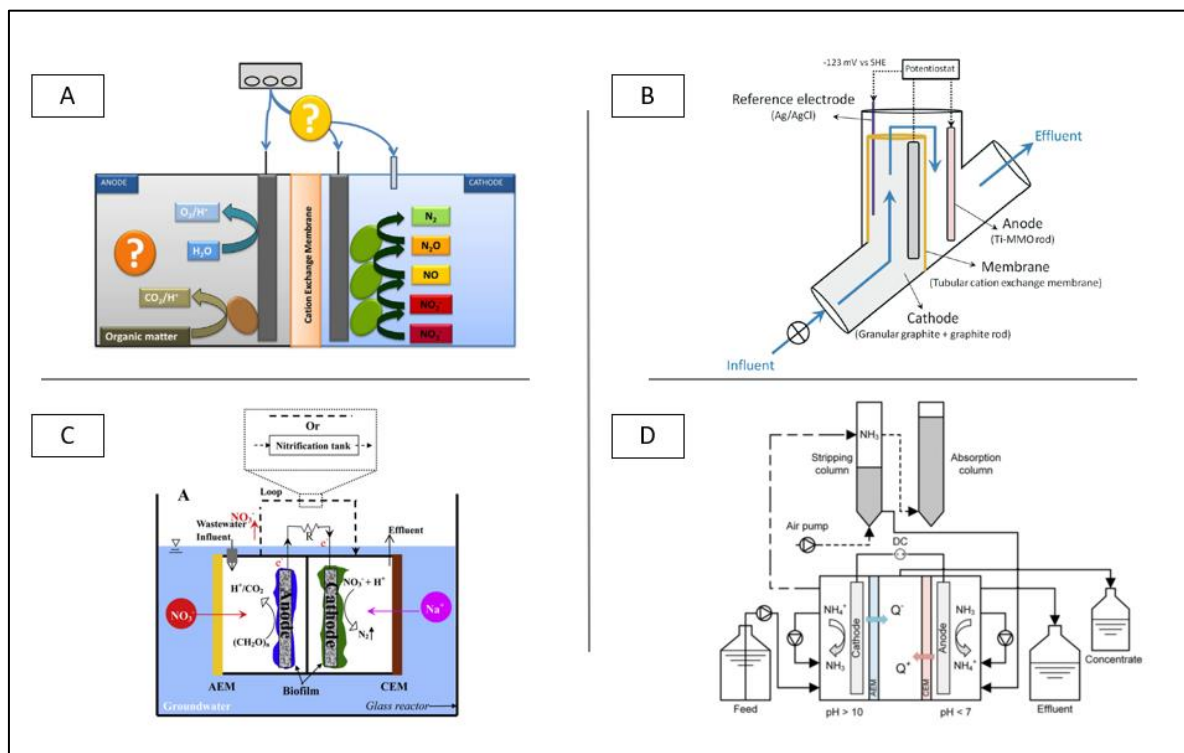 A
?
ANODE
CATHODE
O₂/H⁺
H₂O
?
CO₂/H⁺
Organic matter
Cation Exchange Membrane
N₂
N₂O
NO
NO₂⁻
NO₃⁻
B
-123 mV vs SHE
Potentiostat
Reference electrode
(Ag/AgCl)
Effluent
Anode
(Ti-MMO rod)
Membrane
(Tubular cation exchange membrane)
Cathode
(Granular graphite + graphite rod)
Influent
C
Or
Nitrification tank
A
Loop
NO₃⁻
Wastewater
Influent
R
Effluent
e⁻
e⁻
H⁺/CO₂
(CH₂O)ₙ
Anode
Cathode
NO₃⁻ + H⁺
N₂↑
NO₃⁻
Na⁺
AEM
Biofilm
CEM
Groundwater
Glass reactor
D
NH₃
Stripping
column
Absorption
column
Air pump
DC
NH₄⁺
NH₃
Cathode
AEM
Q⁻
Q⁺
CEM
Anode
NH₃
NH₄⁺
Concentrate
Feed
pH > 10
pH < 7
Effluent